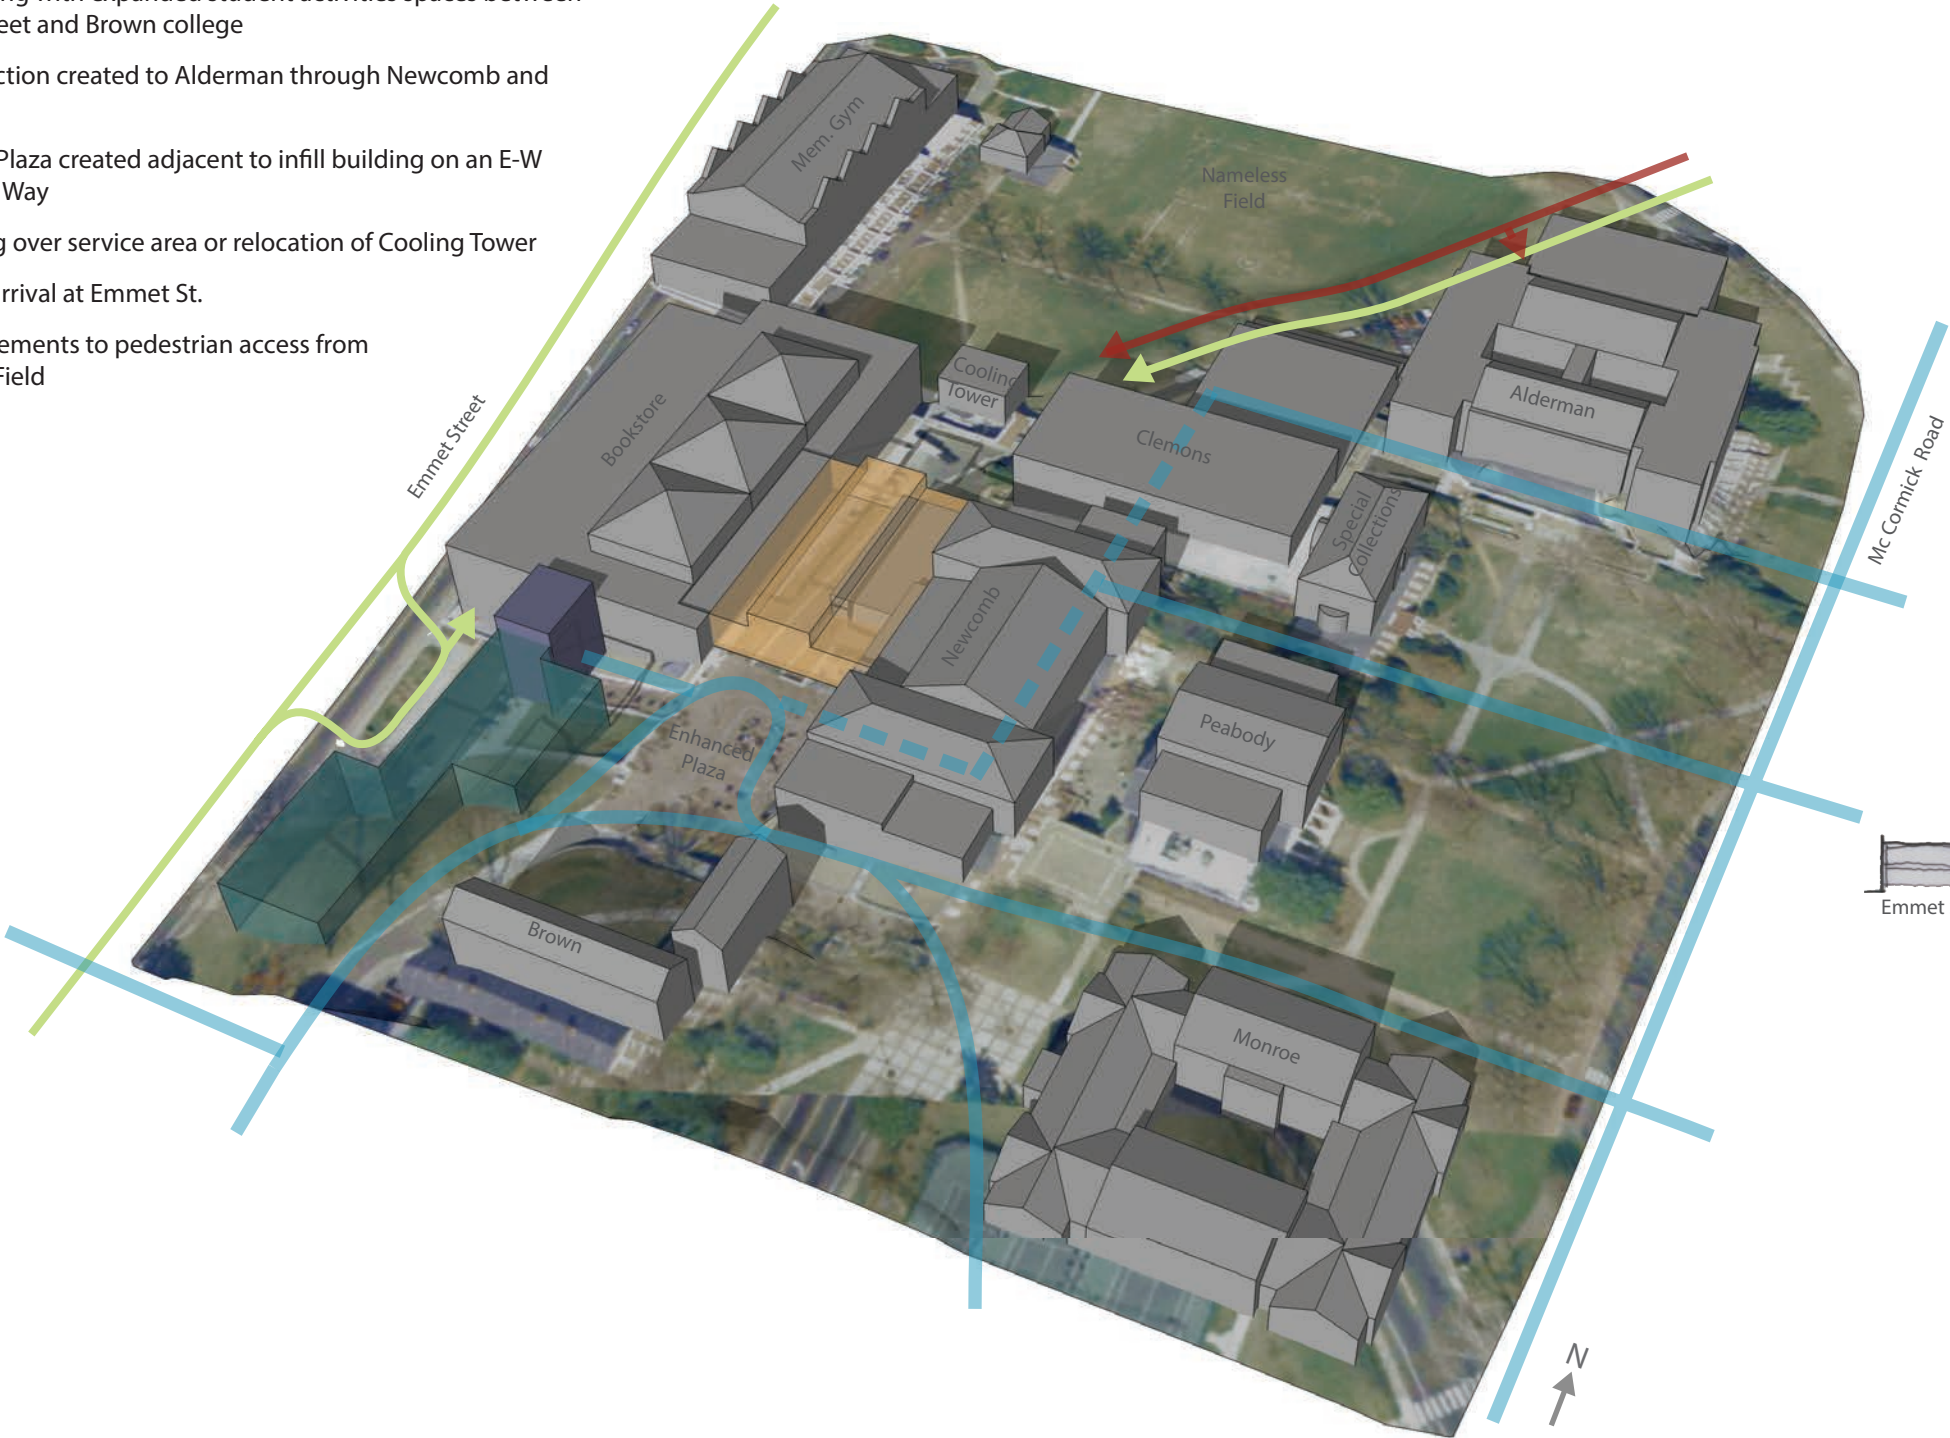 eet and Brown college
ction created to Alderman through Newcomb and
Plaza created adjacent to infill building on an E-W
Way
g over service area or relocation of Cooling Tower
rrival at Emmet St.
ements to pedestrian access from
Field
Mem. Gym
Nameless
Field
Cooling
Tower
Bookstore
Emmet Street
Clemons
Alderman
Special
Collections
Mc Cormick Road
Newcomb
Peabody
Enhanced
Plaza
Brown
Monroe
Emmet
N